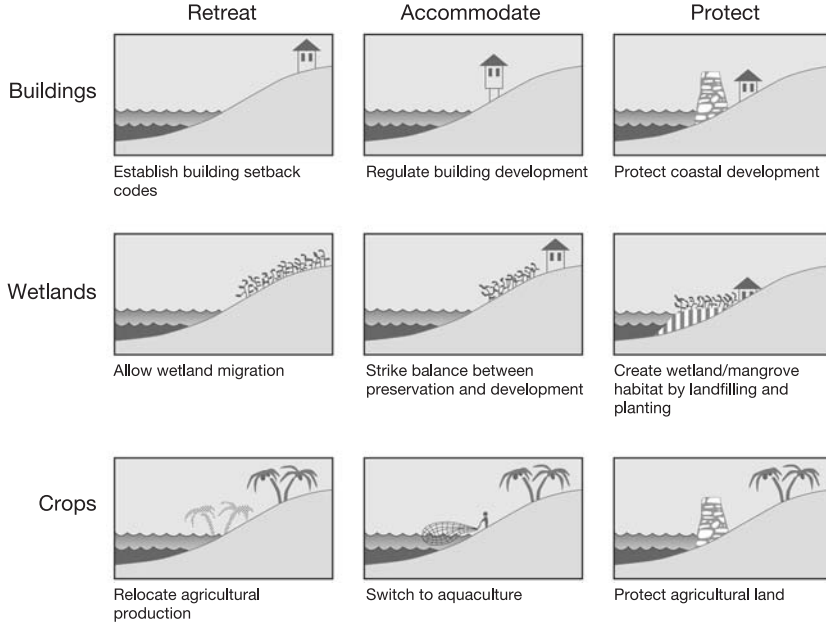 Retreat
Accommodate
Protect
Buildings
Establish building setback
codes
Regulate building development
Protect coastal development
Wetlands
Allow wetland migration
Strike balance between
preservation and development
Create wetland/mangrove
habitat by landfilling and
planting
Crops
Relocate agricultural
production
Switch to aquaculture
Protect agricultural land